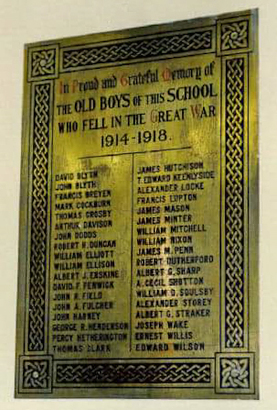 In Proud and Grateful Memory of
THE OLD BOYS OF THIS SCHOOL
WHO FELL IN THE GREAT WAR
1914-1918.
DAVID BLYTH
JOHN BLYTH
FRANCIS BREYEN
MARK COCKBURN
THOMAS CROSBY
ARTHUR DAVISON
JOHN DODDS
ROBERT H. DUNCAN
WILLIAM ELLIOTT
WILLIAM ELLISON
ALBERT J. ERSKINE
DAVID F. FENWICK
JOHN R. FIELD
JOHN A. FULCHER
JOHN HARNEY
GEORGE R. HENDERSON
PERCY HETHERINGTON
THOMAS CLARK
JAMES HUTCHISON
T. EDWARD KEENLYSIDE
ALEXANDER LOCKE
FRANCIS LUPTON
JAMES MASON
JAMES MINTER
WILLIAM MITCHELL
WILLIAM NIXON
JAMES M. PENN
ROBERT RUTHERFORD
ALBERT G. SHARP
A. CECIL SHOTTON
WILLIAM D. SOULSBY
ALEXANDER STOREY
ALBERT G. STRAKER
JOSEPH WAKE
ERNEST WILLIS
EDWARD WILSON